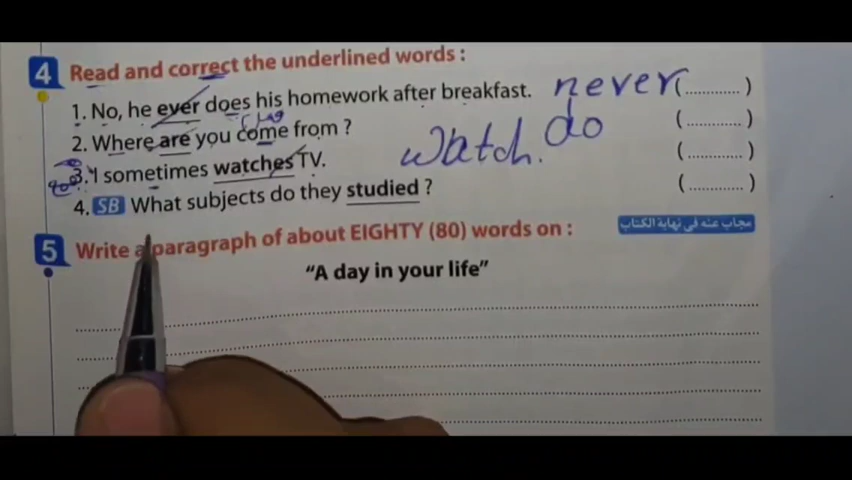 4 Read and correct the underlined words :
1. No, he ever does his homework after breakfast. never (............)
2. Where are you come from ? do (............)
3. I sometimes watches TV. watch. (............)
4. SB What subjects do they studied ? (............)
5 Write a paragraph of about EIGHTY (80) words on : مجاب عنه فى نهاية الكتاب
"A day in your life"